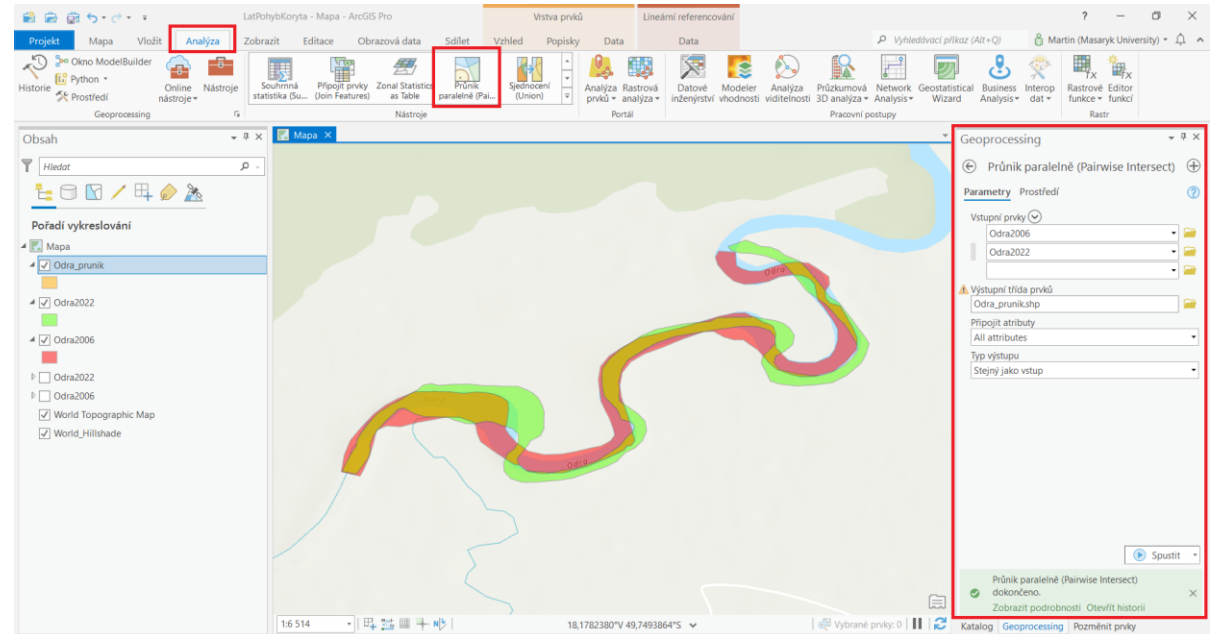 LatPohybKoryta - Mapa - ArcGIS Pro
Vrstva prvků
Lineární referencování
?
Projekt Mapa Vložit Analýza Zobrazit Editace Obrazová data Sdílet Vzhled Popisky Data Data
Vyhledávací příkaz (Alt+Q)
Martin (Masaryk University)
Historie
Okno ModelBuilder
Python
Prostředí
Online nástroje
Nástroje
Souhrnná statistika (Su...
Připojit prvky (Join Features)
Zonal Statistics as Table
Průnik paralelně (Pai...
Sjednocení (Union)
Analýza prvků
Rastrová analýza
Datové inženýrství
Modeler vhodnosti
Analýza viditelnosti
Průzkumová 3D analýza
Network Analysis
Geostatistical Wizard
Business Analysis
Interop dat
Rastrové funkce
Editor funkcí
Geoprocessing
Nástroje
Portál
Pracovní postupy
Rastr
Obsah
Hledat
Pořadí vykreslování
Mapa
Odra_prunik
Odra2022
Odra2006
Odra2022
Odra2006
World Topographic Map
World_Hillshade
Mapa
Odra
Odra
Odra
1:6 514
18,1782380°V 49,7493864°S
Vybrané prvky: 0
Geoprocessing
Průnik paralelně (Pairwise Intersect)
Parametry Prostředí
Vstupní prvky
Odra2006
Odra2022
Výstupní třída prvků
Odra_prunik.shp
Připojit atributy
All attributes
Typ výstupu
Stejný jako vstup
Spustit
Průnik paralelně (Pairwise Intersect)
dokončeno.
Zobrazit podrobnosti Otevřít historii
Katalog Geoprocessing Pozměnit prvky